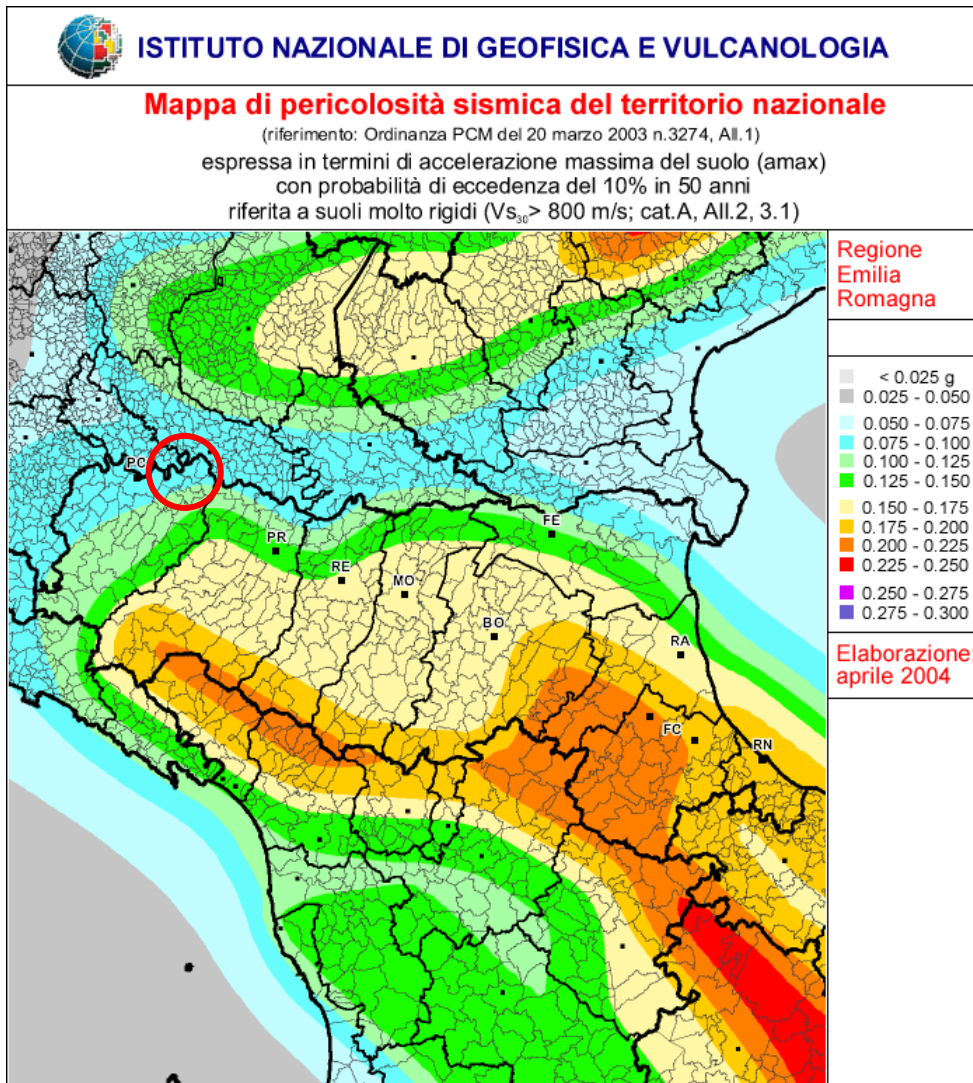 ISTITUTO NAZIONALE DI GEOFISICA E VULCANOLOGIA
Mappa di pericolosità sismica del territorio nazionale
(riferimento: Ordinanza PCM del 20 marzo 2003 n.3274, All.1)
espressa in termini di accelerazione massima del suolo (amax)
con probabilità di eccedenza del 10% in 50 anni
riferita a suoli molto rigidi (Vs30> 800 m/s; cat.A, All.2, 3.1)
Regione
Emilia
Romagna
< 0.025 g
0.025 - 0.050
0.050 - 0.075
0.075 - 0.100
0.100 - 0.125
0.125 - 0.150
0.150 - 0.175
0.175 - 0.200
0.200 - 0.225
0.225 - 0.250
0.250 - 0.275
0.275 - 0.300
Elaborazione:
aprile 2004
PC
PR
RE
MO
FE
BO
RA
FC
RN